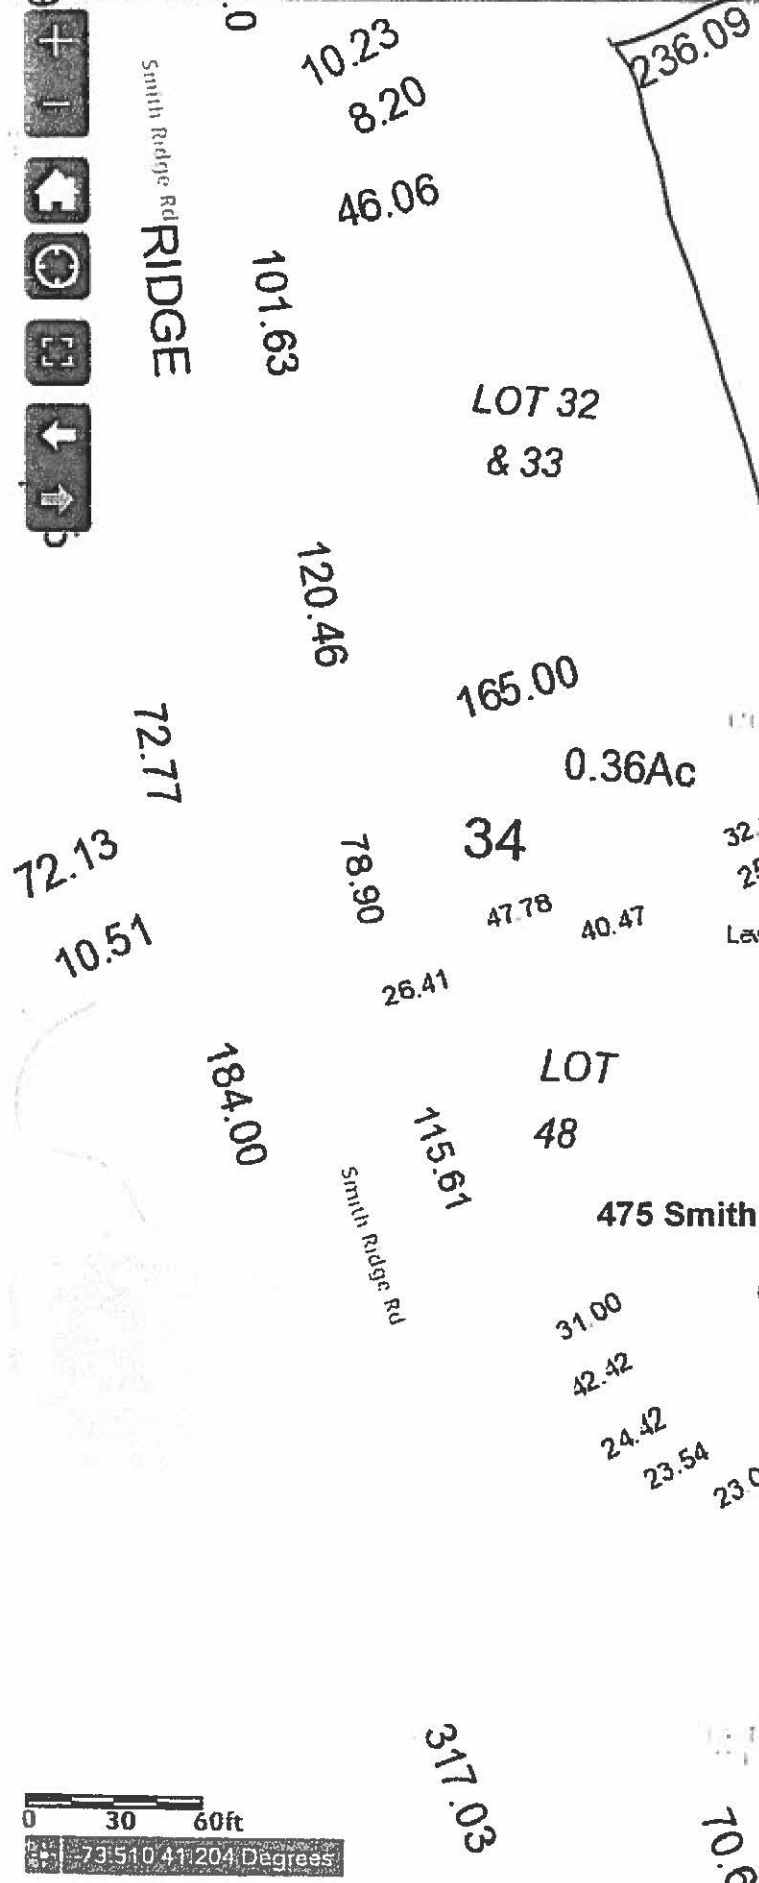 .0
10.23
236.09
8.20
Smith Ridge Rd
46.06
RIDGE
101.63
LOT 32
& 33
120.46
165.00
72.77
0.36Ac
34
72.13
78.90
47.78
40.47
10.51
26.41
LOT
48
184.00
115.61
475 Smith
Smith Ridge Rd
31.00
42.42
24.42
23.54
317.03
0 30 60ft
-73.510 41.204 Degrees